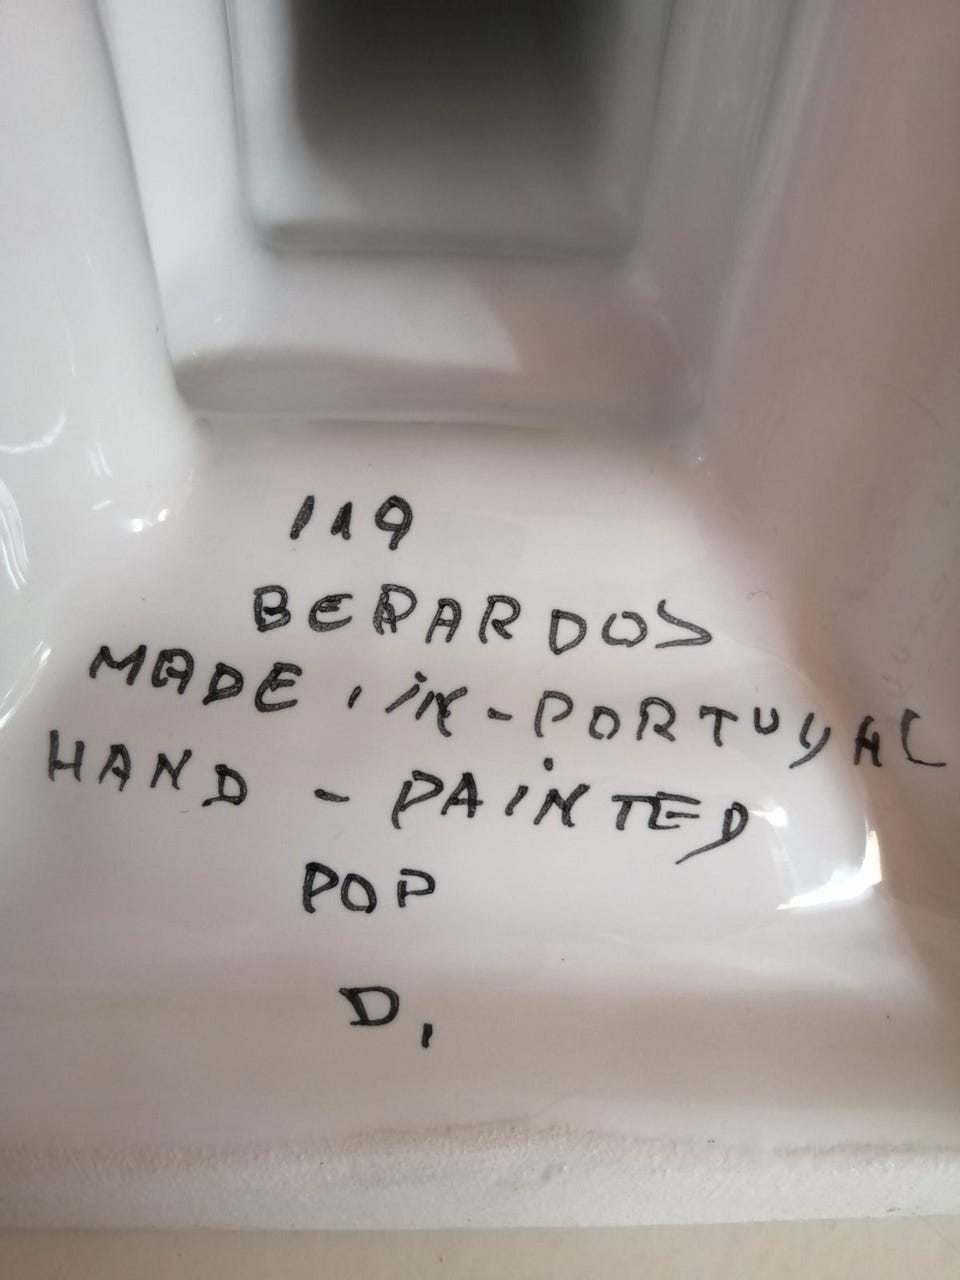 119
BERARDOS
MADE. IN - PORTUGAL
HAND - PAINTED
POP
D,